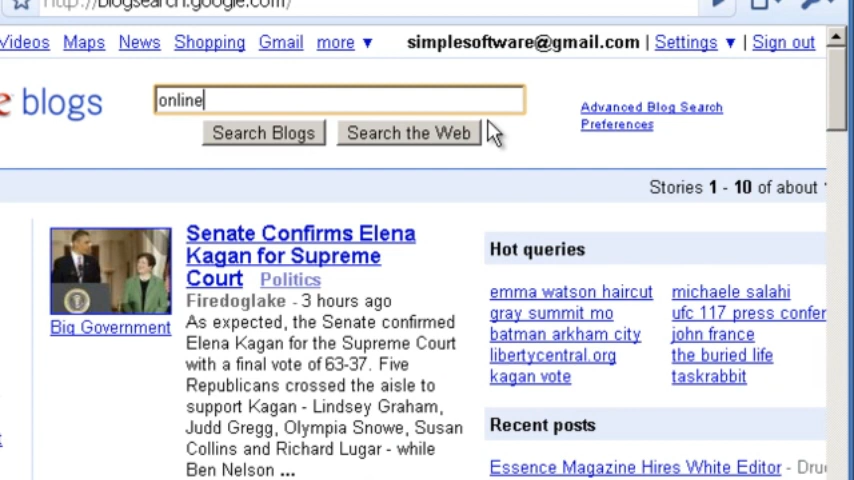 http://blogsearch.google.com/
Videos Maps News Shopping Gmail more ▼ simplesoftware@gmail.com | Settings ▼ | Sign out
blogs
online
Advanced Blog Search
Preferences
Search Blogs Search the Web
Stories 1 - 10 of about
Senate Confirms Elena
Kagan for Supreme
Court Politics
Firedoglake - 3 hours ago
Big Government
As expected, the Senate confirmed
Elena Kagan for the Supreme Court
with a final vote of 63-37. Five
Republicans crossed the aisle to
support Kagan - Lindsey Graham,
Judd Gregg, Olympia Snowe, Susan
Collins and Richard Lugar - while
Ben Nelson ...
Hot queries
emma watson haircut michaele salahi
gray summit mo ufc 117 press confer
batman arkham city john france
libertycentral.org the buried life
kagan vote taskrabbit
Recent posts
Essence Magazine Hires White Editor - Dru